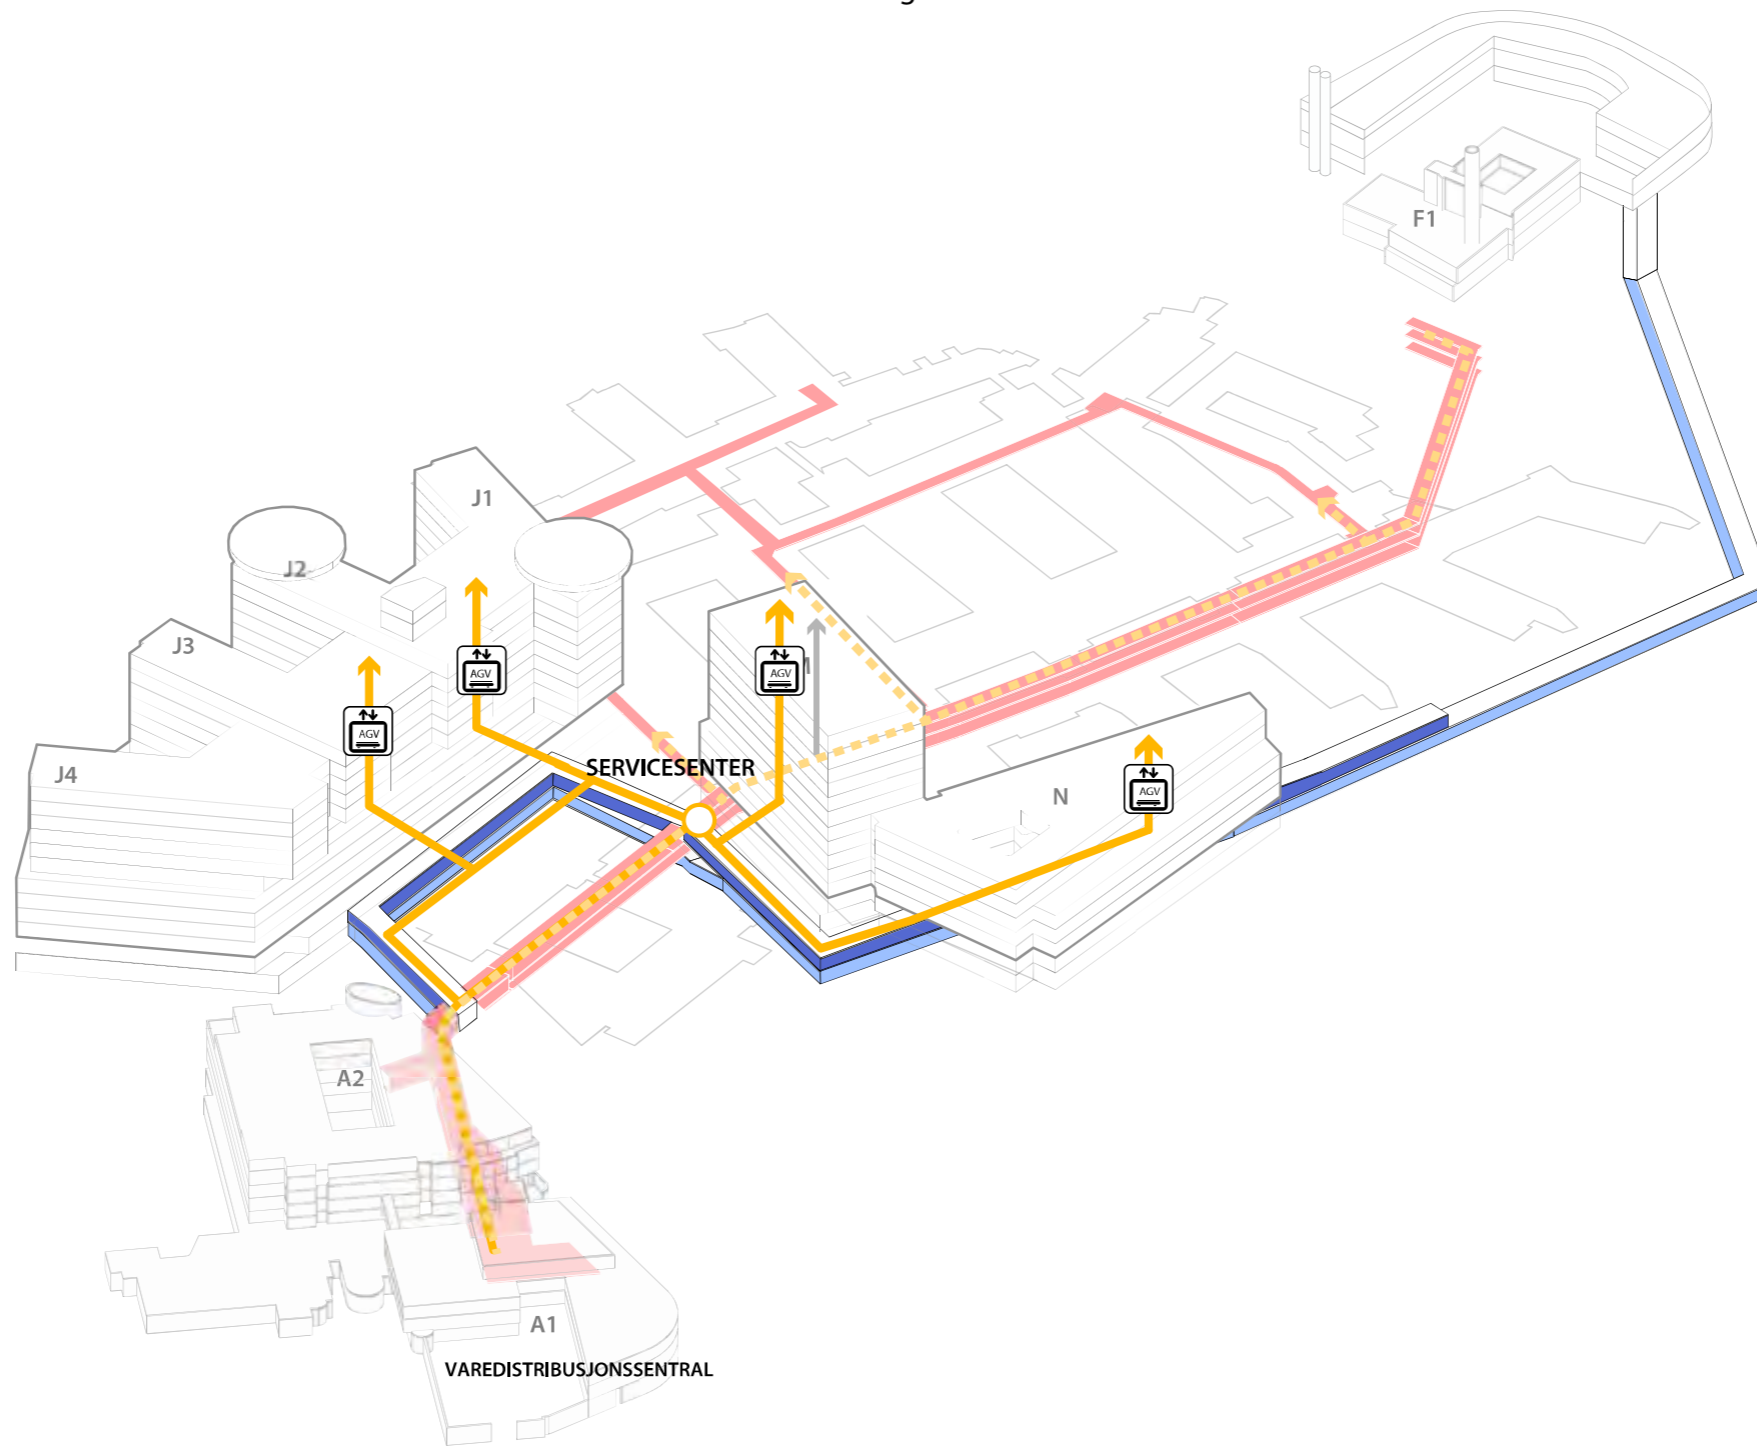 F1
J1
J2
J3
AGV
AGV
M
AGV
J4
SERVICESENTER
N
AGV
A2
A1
VAREDISTRIBUSJONSSENTRAL